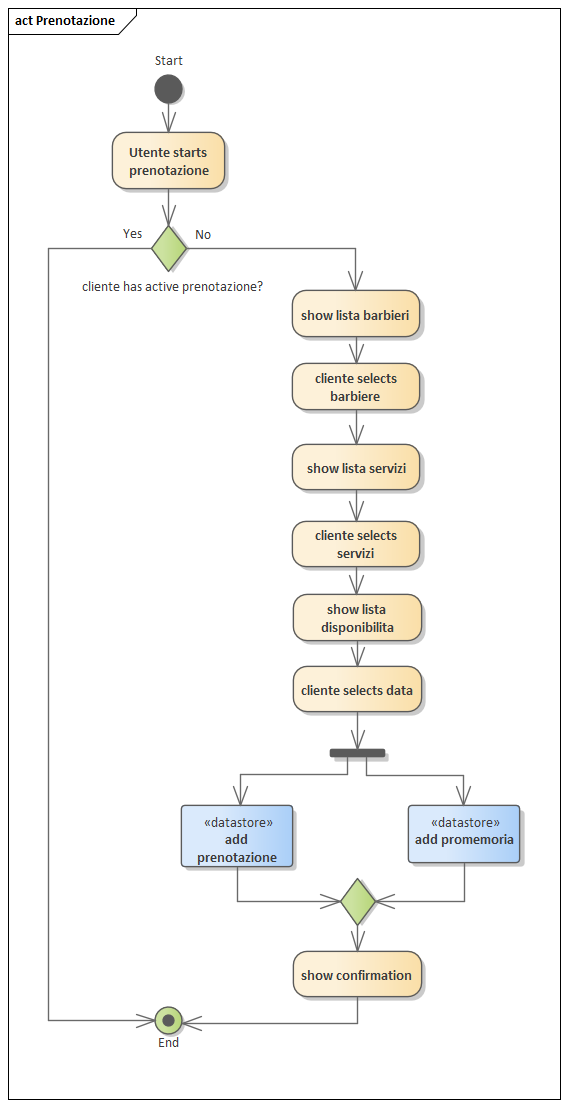 act Prenotazione
Start
Utente starts
prenotazione
Yes
No
cliente has active prenotazione?
show lista barbieri
cliente selects
barbiere
show lista servizi
cliente selects
servizi
show lista
disponibilita
cliente selects data
«datastore»
add
prenotazione
«datastore»
add promemoria
show confirmation
End